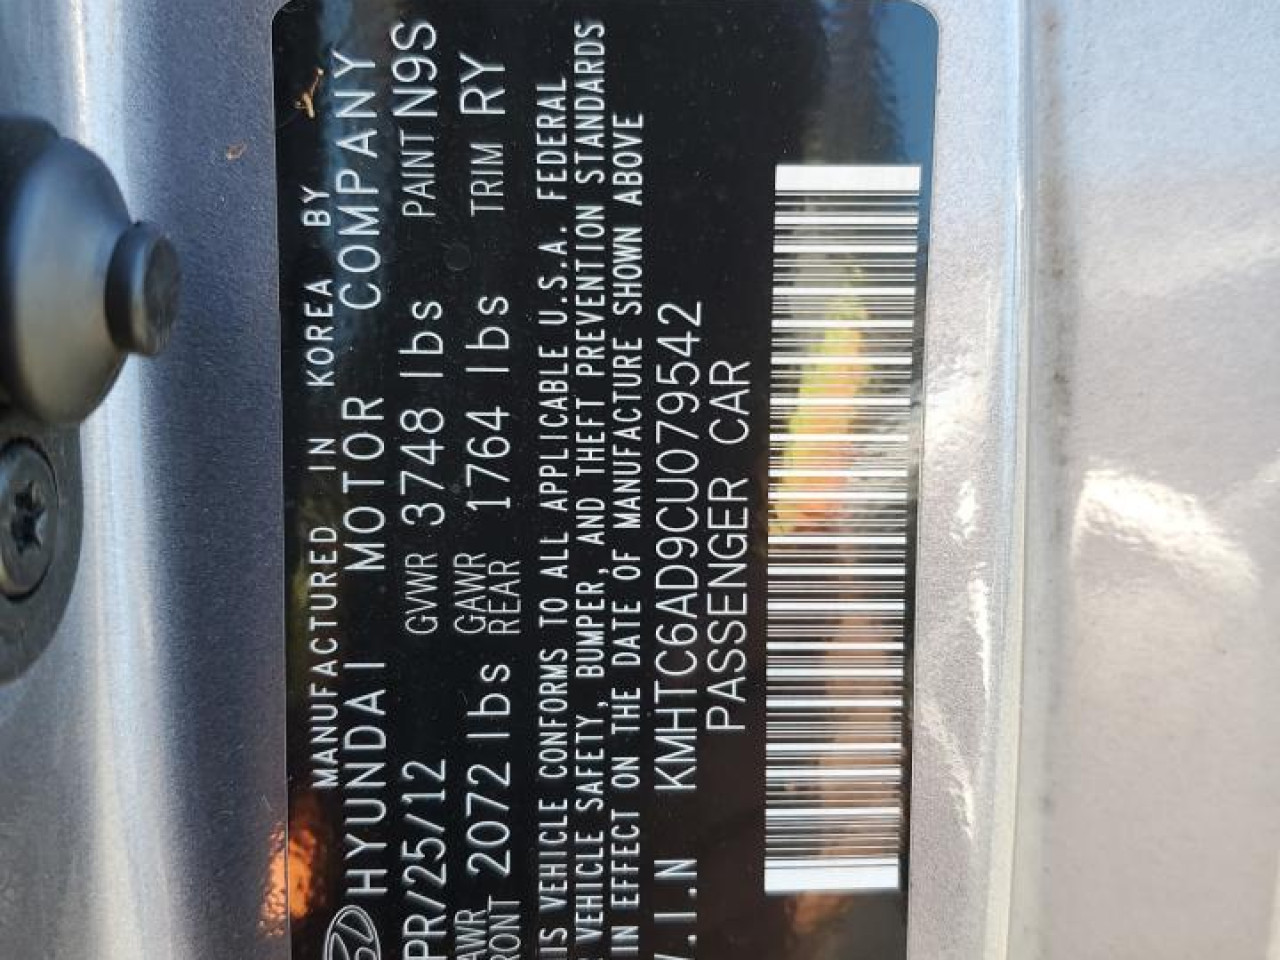 MANUFACTURED IN KOREA BY
HYUNDAI MOTOR COMPANY
PR/25/12 GVWR 3748 lbs PAINT N9S
AWR GAWR
RONT 2072 lbs REAR 1764 lbs TRIM RY
IS VEHICLE CONFORMS TO ALL APPLICABLE U.S.A. FEDERAL
VEHICLE SAFETY, BUMPER, AND THEFT PREVENTION STANDARDS
IN EFFECT ON THE DATE OF MANUFACTURE SHOWN ABOVE
V.I.N KMHTC6AD9CU079542
PASSENGER CAR